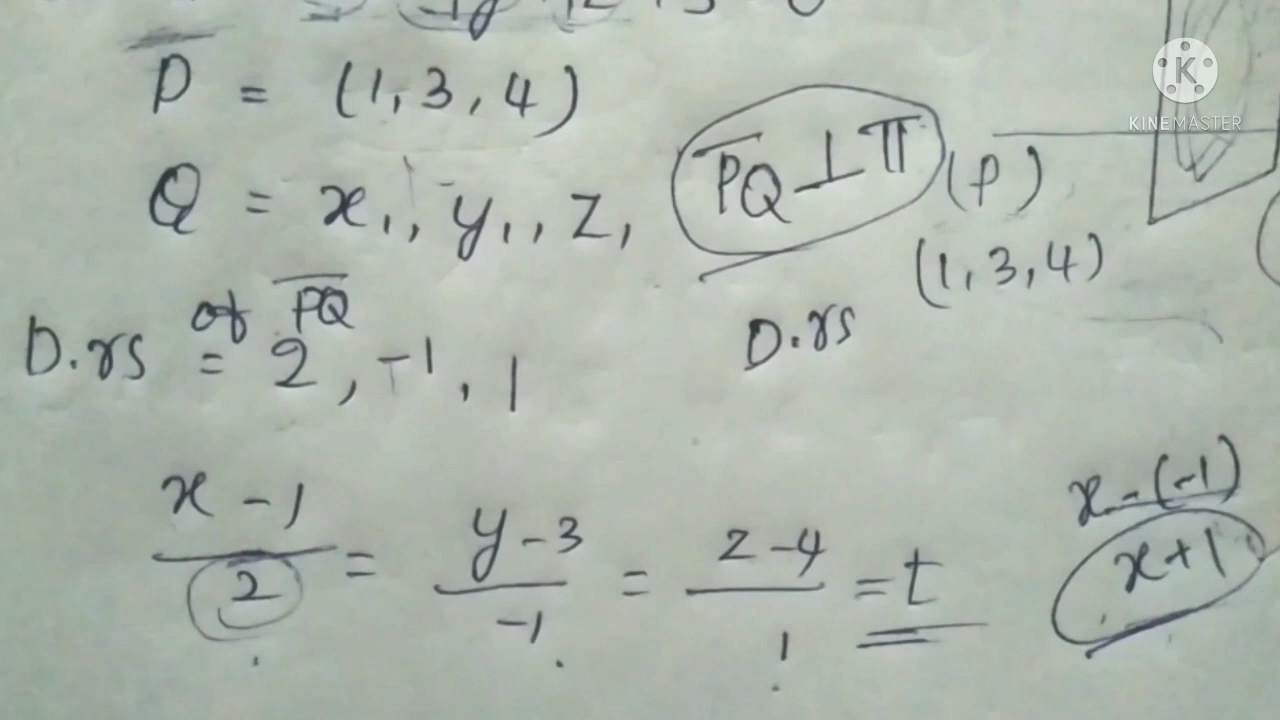 P = (1, 3, 4)
Q = x₁, y₁, z₁
PQ ⊥ π (P)
(1, 3, 4)
D.rs of PQ = 2, -1, 1
D.rs
x - 1 / 2 = y - 3 / -1 = z - 4 / 1 = t
x - (-1)
x + 1
KINEMASTER